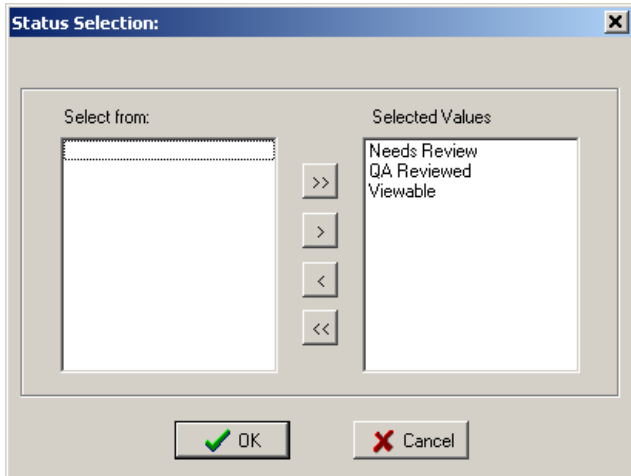 Status Selection:
Select from:
Selected Values
Needs Review
QA Reviewed
Viewable
>>
>
<
<<
OK
Cancel